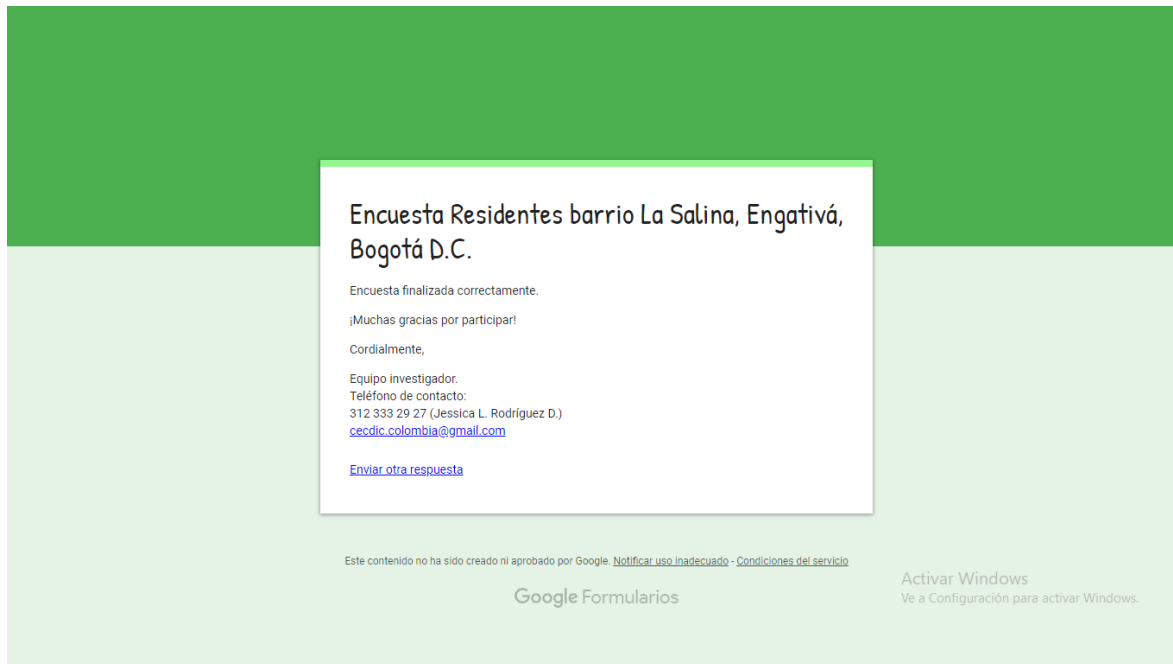 Encuesta Residentes barrio La Salina, Engativá,
Bogotá D.C.
Encuesta finalizada correctamente.
¡Muchas gracias por participar!
Cordialmente,
Equipo investigador.
Teléfono de contacto:
312 333 29 27 (Jessica L. Rodríguez D.)
cecdic.colombia@gmail.com
Enviar otra respuesta
Este contenido no ha sido creado ni aprobado por Google. Notificar uso inadecuado - Condiciones del servicio
Google Formularios
Activar Windows
Ve a Configuración para activar Windows.